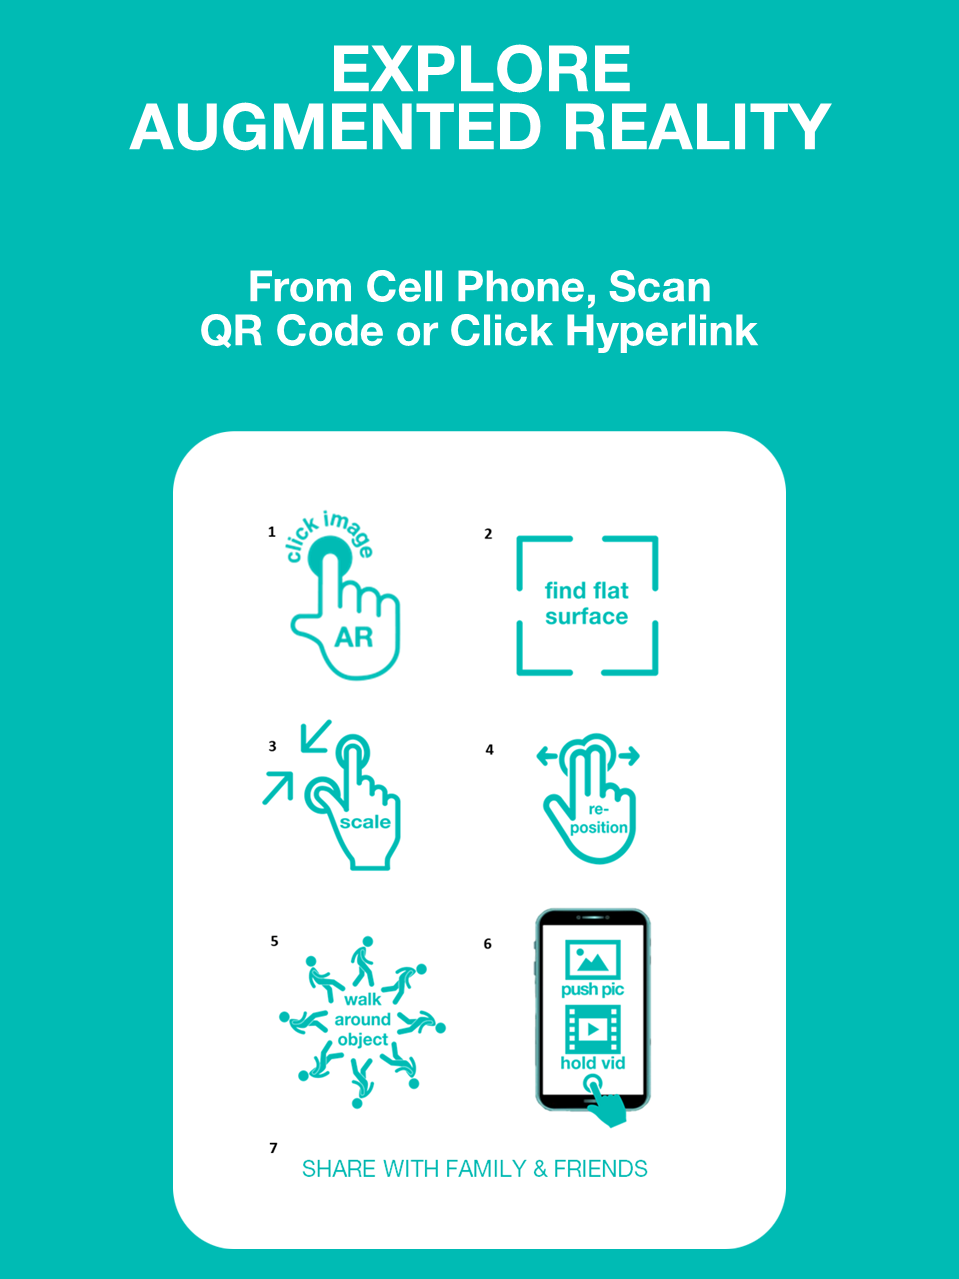 EXPLORE
AUGMENTED REALITY
From Cell Phone, Scan
QR Code or Click Hyperlink
1
click image
AR
2
find flat
surface
3
scale
4
re-
position
5
walk
around
object
6
push pic
hold vid
7
SHARE WITH FAMILY & FRIENDS